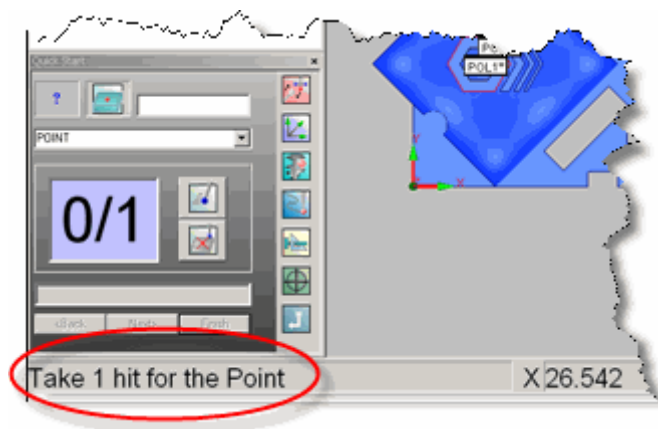 Quick Start
x
?
POINT
0/1
<Back Next> Finish
POL1*
Y
X
Take 1 hit for the Point
X 26.542